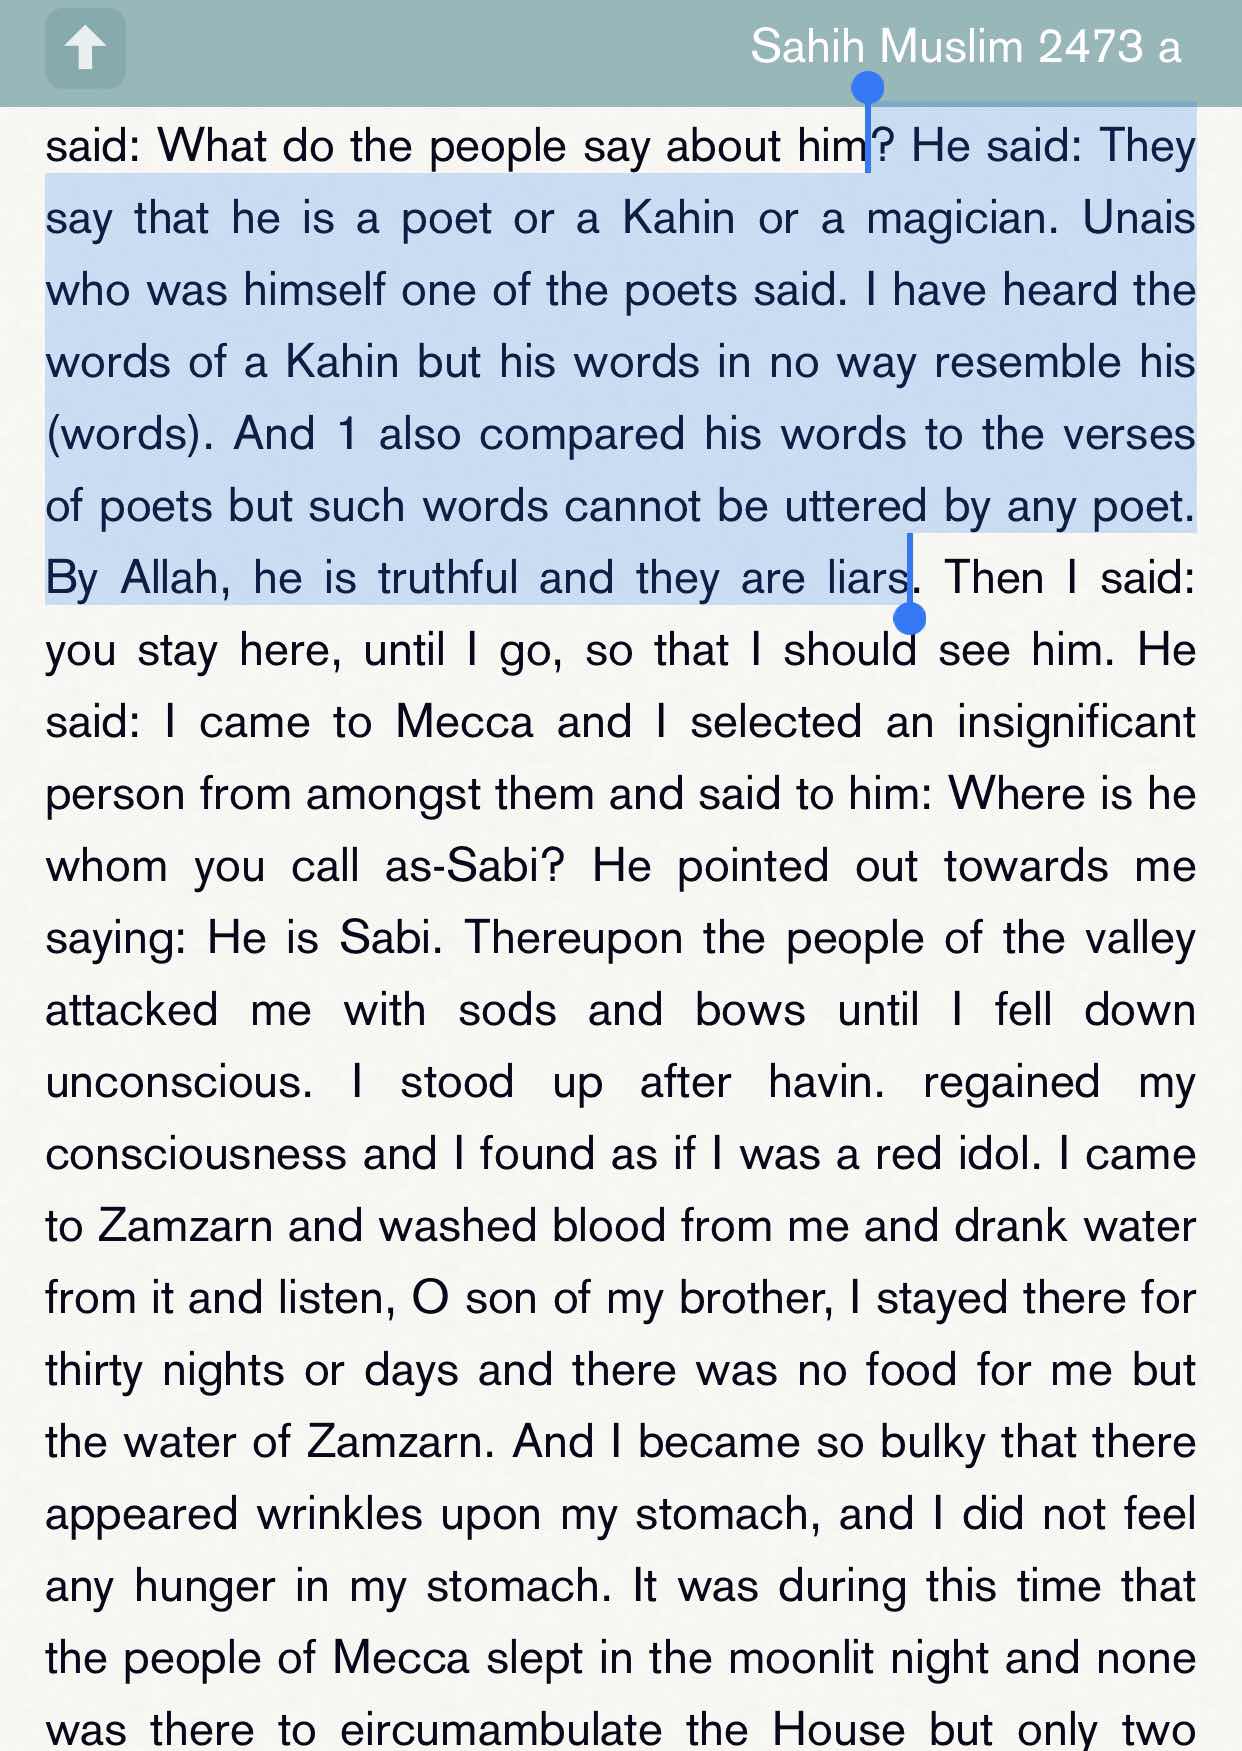 Sahih Muslim 2473 a
said: What do the people say about him? He said: They
say that he is a poet or a Kahin or a magician. Unais
who was himself one of the poets said. I have heard the
words of a Kahin but his words in no way resemble his
(words). And 1 also compared his words to the verses
of poets but such words cannot be uttered by any poet.
By Allah, he is truthful and they are liars. Then I said:
you stay here, until I go, so that I should see him. He
said: I came to Mecca and I selected an insignificant
person from amongst them and said to him: Where is he
whom you call as-Sabi? He pointed out towards me
saying: He is Sabi. Thereupon the people of the valley
attacked me with sods and bows until I fell down
unconscious. I stood up after havin. regained my
consciousness and I found as if I was a red idol. I came
to Zamzarn and washed blood from me and drank water
from it and listen, O son of my brother, I stayed there for
thirty nights or days and there was no food for me but
the water of Zamzarn. And I became so bulky that there
appeared wrinkles upon my stomach, and I did not feel
any hunger in my stomach. It was during this time that
the people of Mecca slept in the moonlit night and none
was there to eircumambulate the House but only two